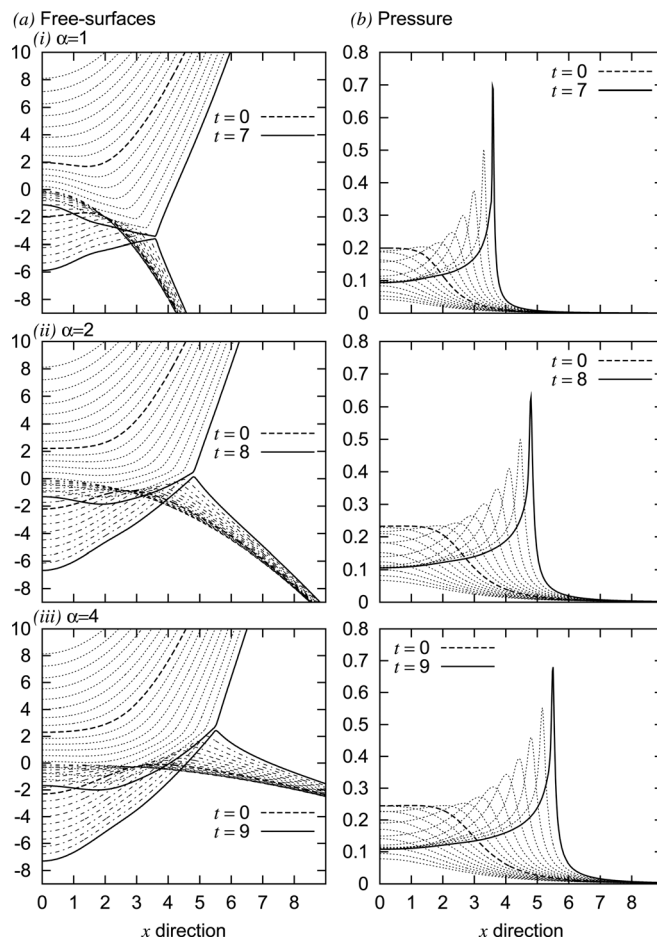 (a) Free-surfaces
(b) Pressure
(i) α=1
10
8
6
4
2
0
-2
-4
-6
-8
t = 0
t = 7
0.8
0.7
0.6
0.5
0.4
0.3
0.2
0.1
0
t = 0
t = 7
(ii) α=2
10
8
6
4
2
0
-2
-4
-6
-8
t = 0
t = 8
0.8
0.7
0.6
0.5
0.4
0.3
0.2
0.1
0
t = 0
t = 8
(iii) α=4
10
8
6
4
2
0
-2
-4
-6
-8
t = 0
t = 9
0 1 2 3 4 5 6 7 8 9
x direction
0.8
0.7
0.6
0.5
0.4
0.3
0.2
0.1
0
t = 0
t = 9
0 1 2 3 4 5 6 7 8
x direction